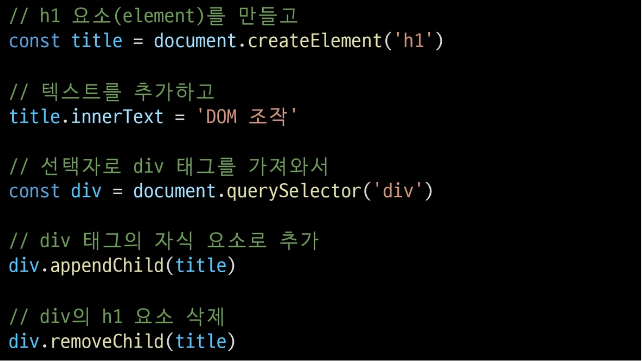 // h1 요소(element)를 만들고
const title = document.createElement('h1')
// 텍스트를 추가하고
title.innerText = 'DOM 조작'
// 선택자로 div 태그를 가져와서
const div = document.querySelector('div')
// div 태그의 자식 요소로 추가
div.appendChild(title)
// div의 h1 요소 삭제
div.removeChild(title)